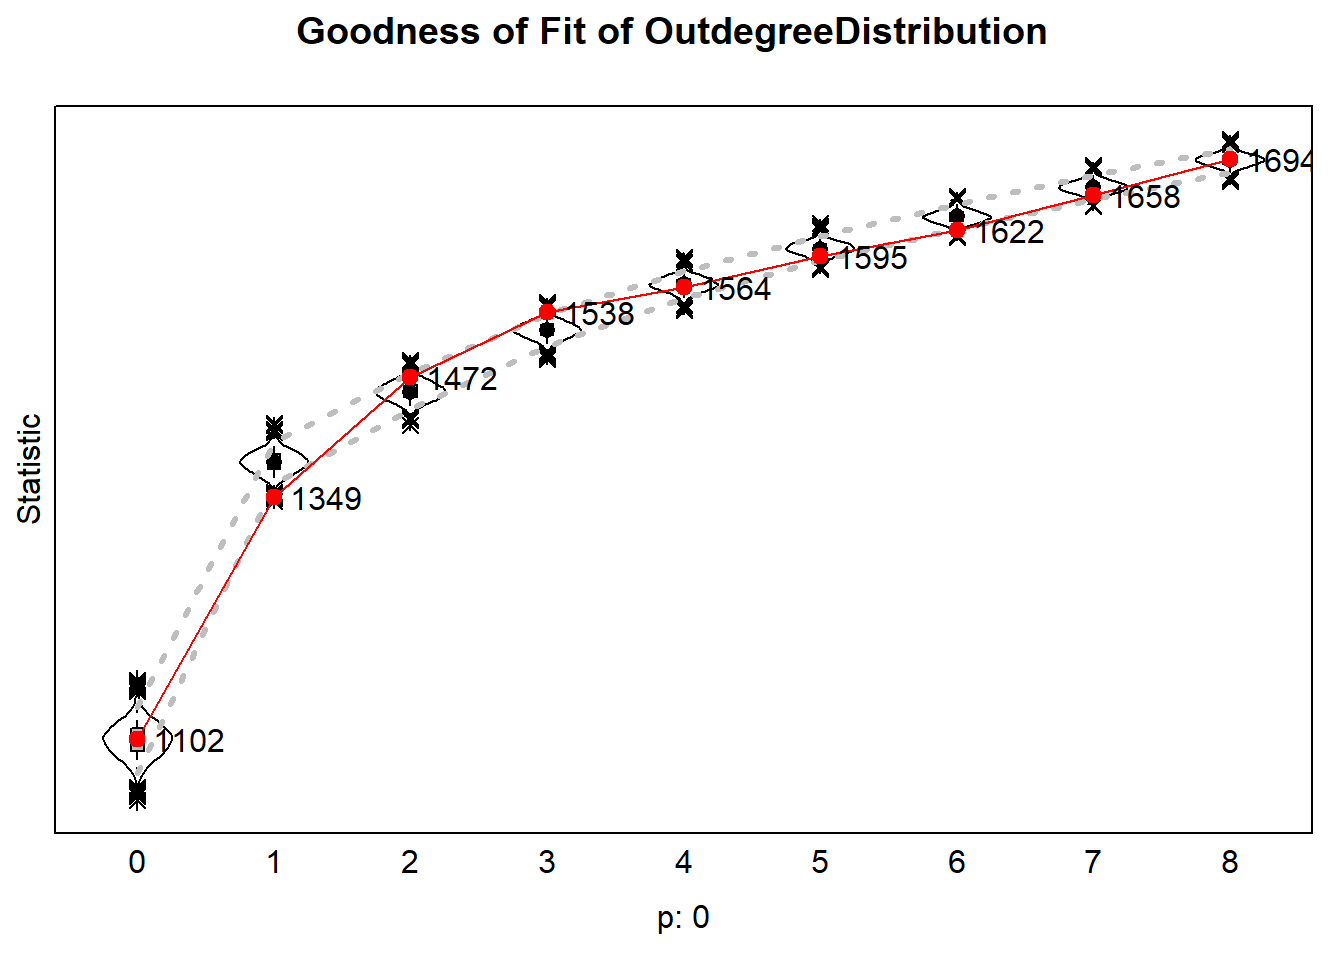 Goodness of Fit of OutdegreeDistribution
Statistic
1102
1349
1472
1538
1564
1595
1622
1658
1694
0 1 2 3 4 5 6 7 8
p: 0